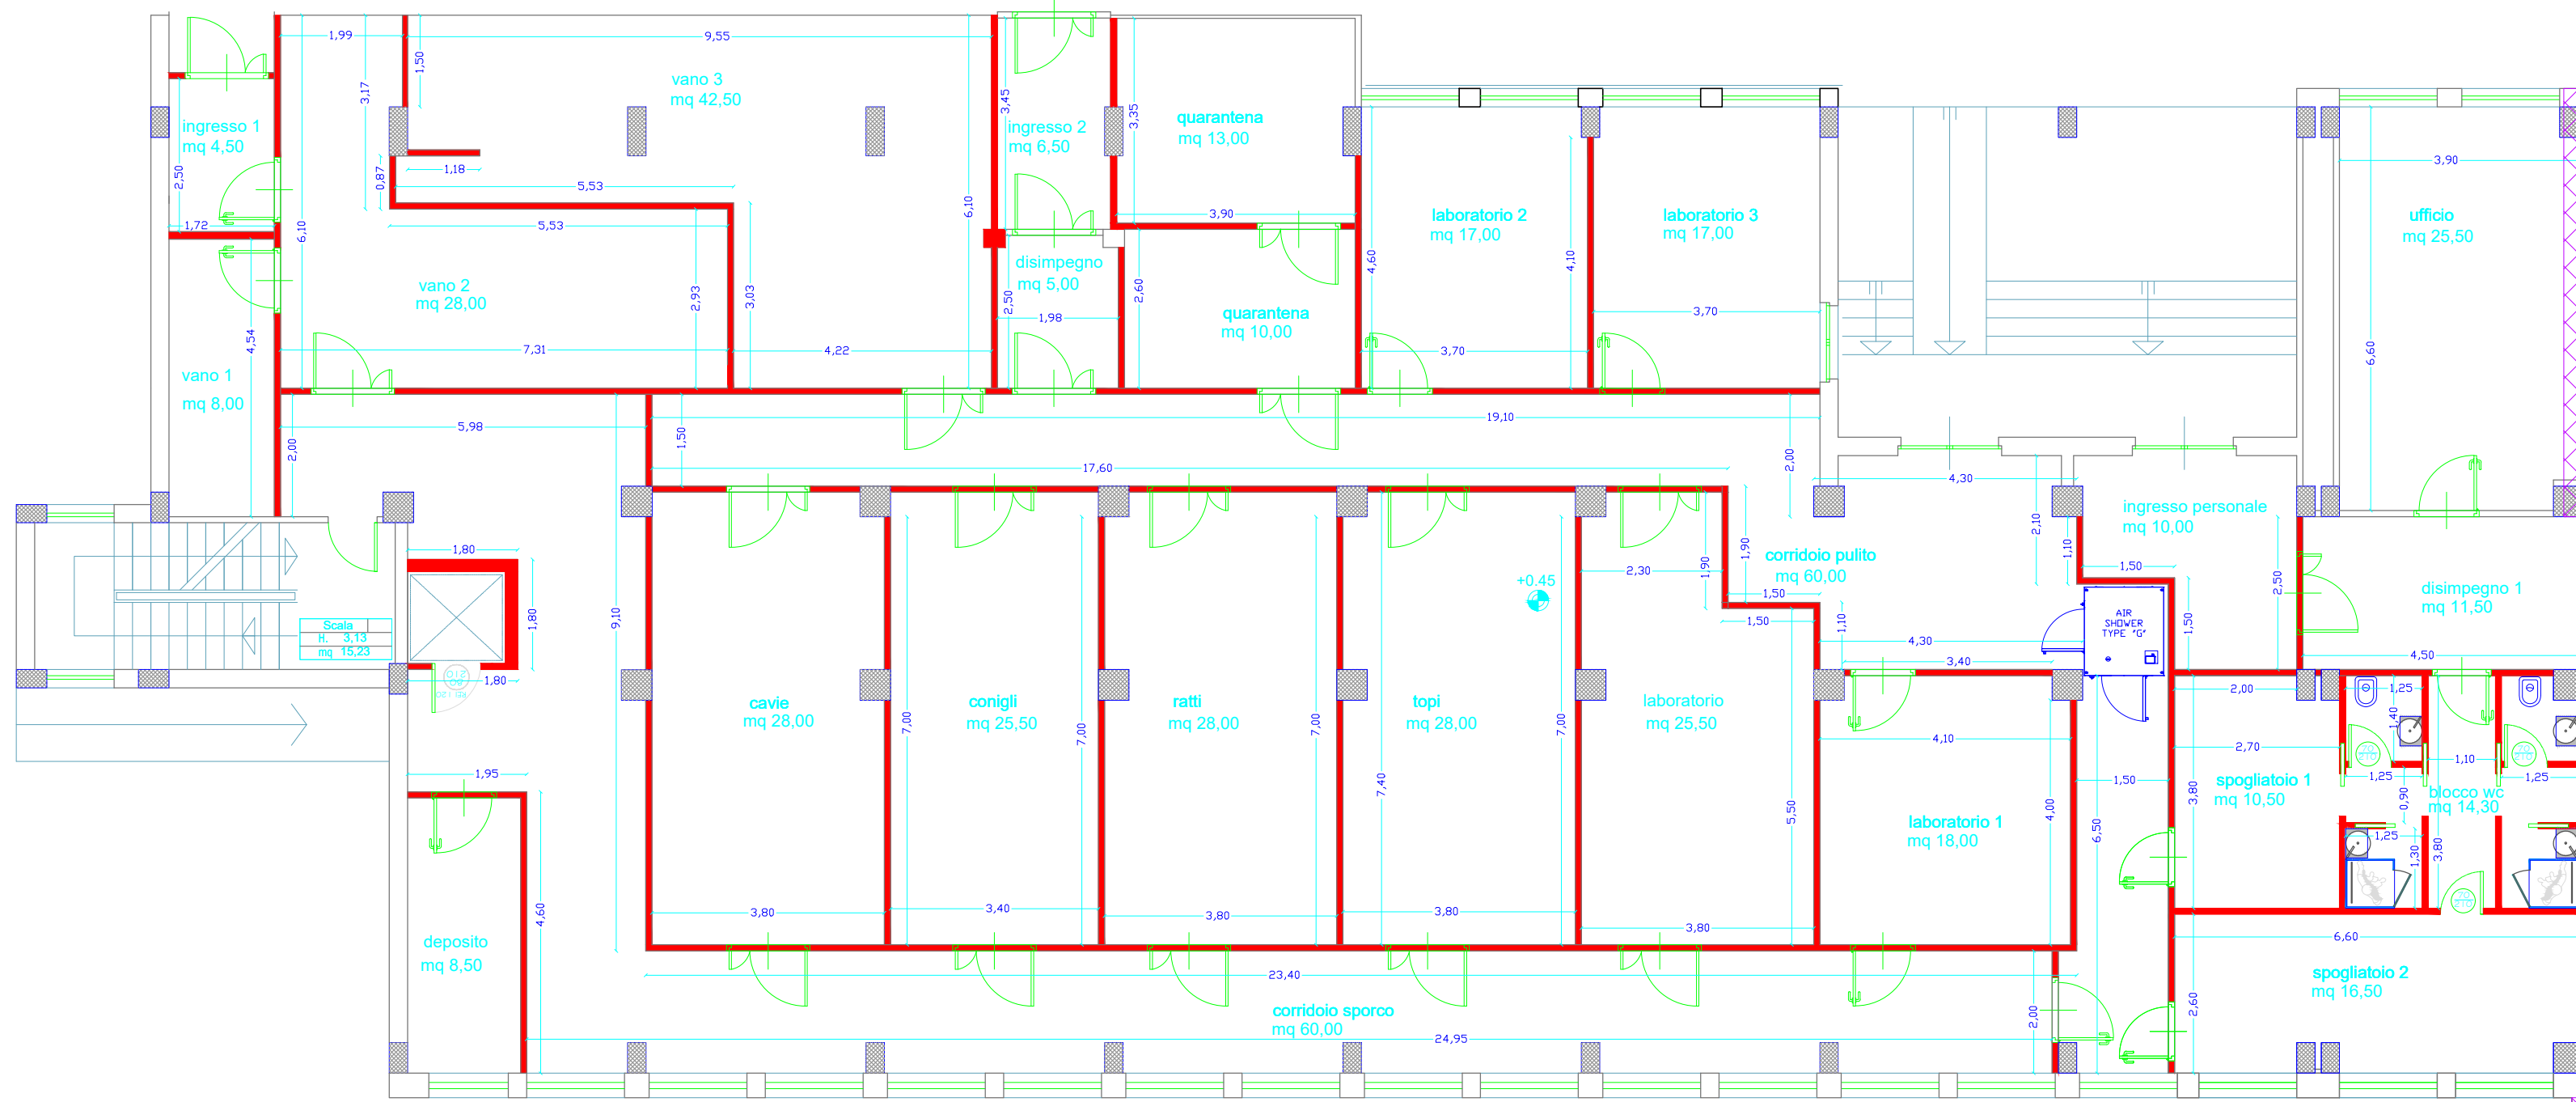 1,99
9,55
1,50
vano 3
mq 42,50
3,17
3,45
3,35
ingresso 1
mq 4,50
ingresso 2
mq 6,50
quarantena
mq 13,00
2,50
0,87
1,18
5,53
3,90
3,90
1,72
5,53
6,10
6,10
laboratorio 2
mq 17,00
laboratorio 3
mq 17,00
ufficio
mq 25,50
4,60
4,10
disimpegno
mq 5,00
vano 2
mq 28,00
2,93
3,03
2,50
2,60
1,98
quarantena
mq 10,00
3,70
4,54
7,31
4,22
3,70
6,60
vano 1
mq 8,00
2,00
5,98
1,50
19,10
17,60
2,00
4,30
2,10
ingresso personale
mq 10,00
1,80
1,90
1,90
corridoio pulito
mq 60,00
1,10
1,50
2,50
+0.45
2,30
1,50
disimpegno 1
mq 11,50
Scala
H. 3,13
mq 15,23
1,80
9,10
1,50
1,10
AIR
SHOWER
TYPE "G"
1,50
4,30
3,40
4,50
1,80
90
210
REI 120
cavie
mq 28,00
conigli
mq 25,50
ratti
mq 28,00
topi
mq 28,00
laboratorio
mq 25,50
2,00
1,25
1,40
7,00
7,00
7,00
7,00
7,40
4,10
2,70
70
210
1,10
70
210
1,95
1,50
1,25
1,25
spogliatoio 1
mq 10,50
blocco wc
mq 14,30
3,80
0,90
5,50
4,00
laboratorio 1
mq 18,00
6,50
1,25
1,30
3,80
70
210
4,60
3,80
3,40
3,80
3,80
3,80
deposito
mq 8,50
6,60
23,40
spogliatoio 2
mq 16,50
corridoio sporco
mq 60,00
2,00
2,60
24,95